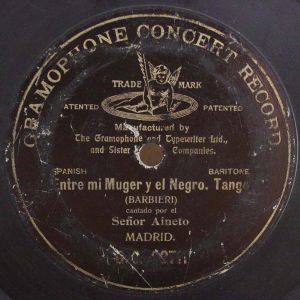 GRAMOPHONE CONCERT RECORD
TRADE MARK
PATENTED PATENTED
Manufactured by
The Gramophone and Typewriter Ltd.,
and Sister Companies.
SPANISH BARITONE
Entre mi Muger y el Negro. Tango
(BARBIERI)
cantado por el
Señor Aineto
MADRID.